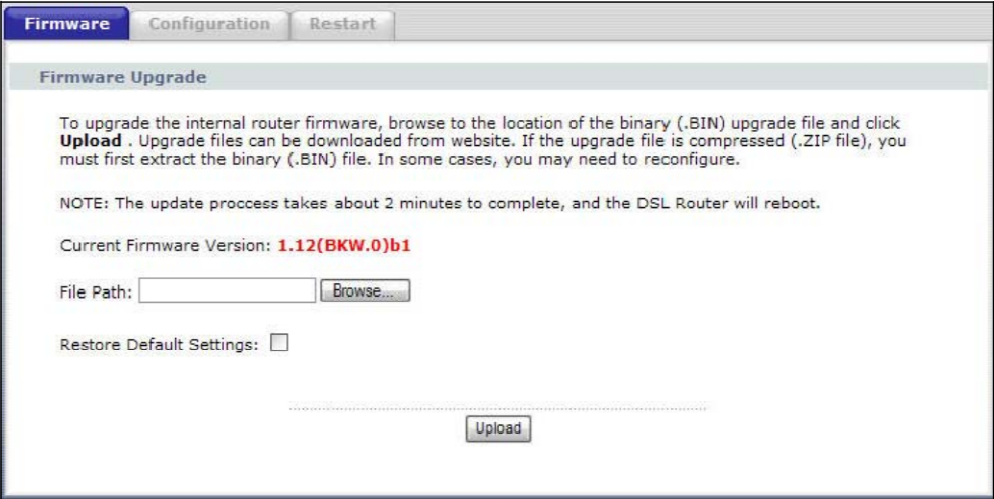 Firmware Configuration Restart
Firmware Upgrade
To upgrade the internal router firmware, browse to the location of the binary (.BIN) upgrade file and click
Upload . Upgrade files can be downloaded from website. If the upgrade file is compressed (.ZIP file), you
must first extract the binary (.BIN) file. In some cases, you may need to reconfigure.
NOTE: The update proccess takes about 2 minutes to complete, and the DSL Router will reboot.
Current Firmware Version: 1.12(BKW.0)b1
File Path: Browse...
Restore Default Settings:
Upload